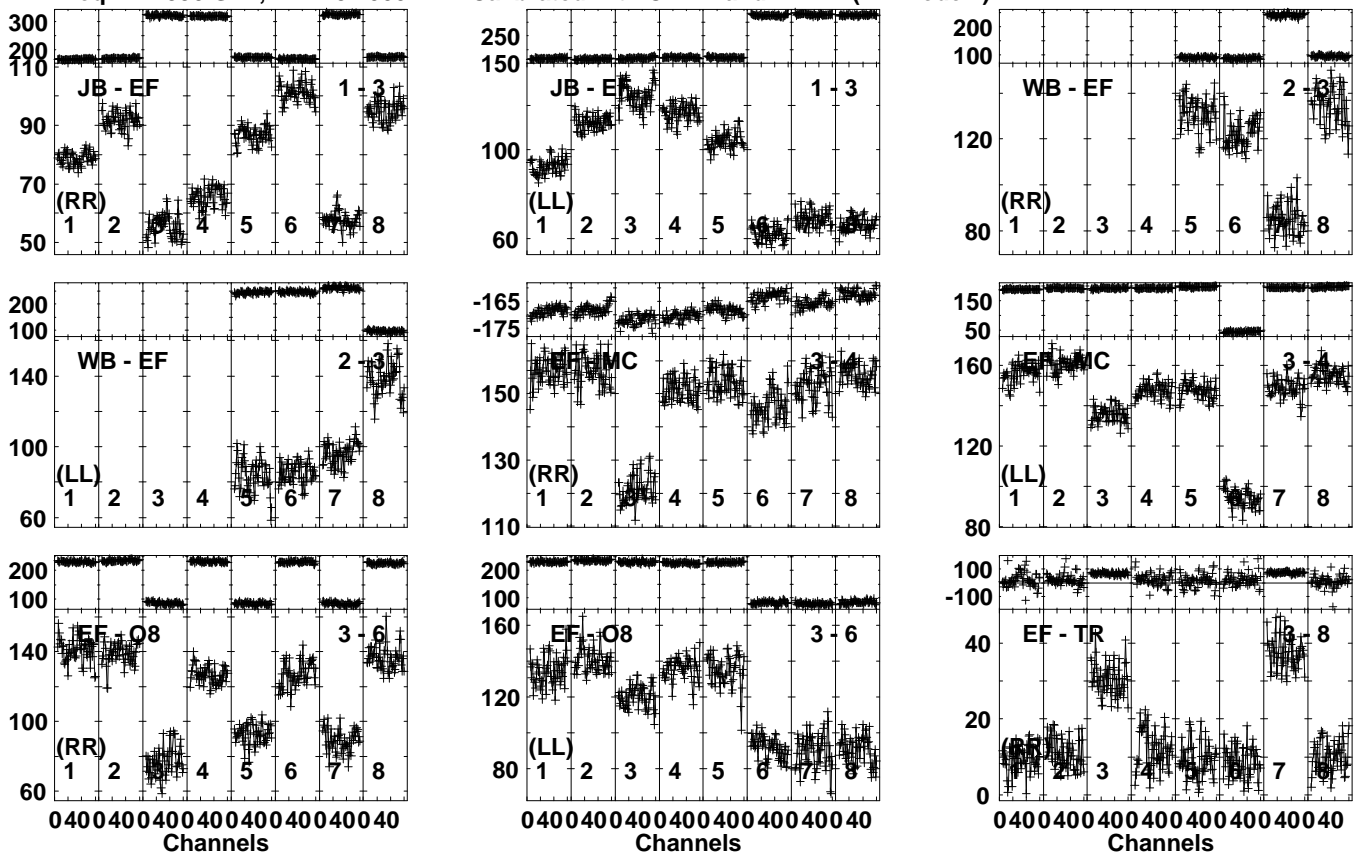 300
200
110
90
70
50
JB - EF
1 - 3
(RR)
1 2 3 4 5 6 7 8
250
150
100
60
JB - EF
1 - 3
(LL)
1 2 3 4 5 6 7 8
200
100
120
80
WB - EF
2 - 3
(RR)
1 2 3 4 5 6 7 8
200
100
140
100
60
WB - EF
2 - 3
(LL)
1 2 3 4 5 6 7 8
-165
-175
150
130
110
EF - MC
3 - 4
(RR)
1 2 3 4 5 6 7 8
150
50
160
120
80
EF - MC
3 - 4
(LL)
1 2 3 4 5 6 7 8
200
100
140
100
60
EF - O8
3 - 6
(RR)
1 2 3 4 5 6 7 8
0 40 0 40 0 40 0 40 0 40 0 40 0 40 0 40
Channels
200
100
160
120
80
EF - O8
3 - 6
(LL)
1 2 3 4 5 6 7 8
0 40 0 40 0 40 0 40 0 40 0 40 0 40 0 40
Channels
100
-100
40
20
0
EF - TR
3 - 8
(RR)
1 2 3 4 5 6 7 8
0 40 0 40 0 40 0 40 0 40 0 40 0 40 0 40
Channels